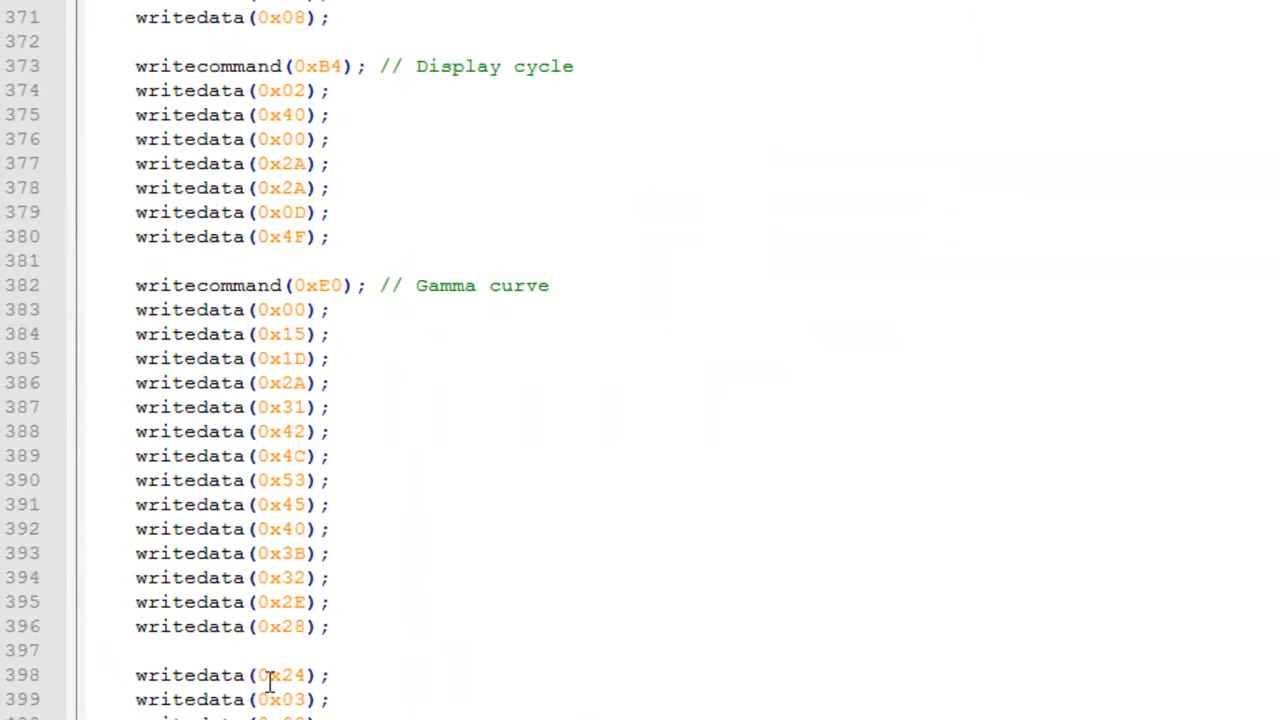 371 writedata(0x08);
372
373 writecommand(0xB4); // Display cycle
374 writedata(0x02);
375 writedata(0x40);
376 writedata(0x00);
377 writedata(0x2A);
378 writedata(0x2A);
379 writedata(0x0D);
380 writedata(0x4F);
381
382 writecommand(0xE0); // Gamma curve
383 writedata(0x00);
384 writedata(0x15);
385 writedata(0x1D);
386 writedata(0x2A);
387 writedata(0x31);
388 writedata(0x42);
389 writedata(0x4C);
390 writedata(0x53);
391 writedata(0x45);
392 writedata(0x40);
393 writedata(0x3B);
394 writedata(0x32);
395 writedata(0x2E);
396 writedata(0x28);
397
398 writedata(0x24);
399 writedata(0x03);